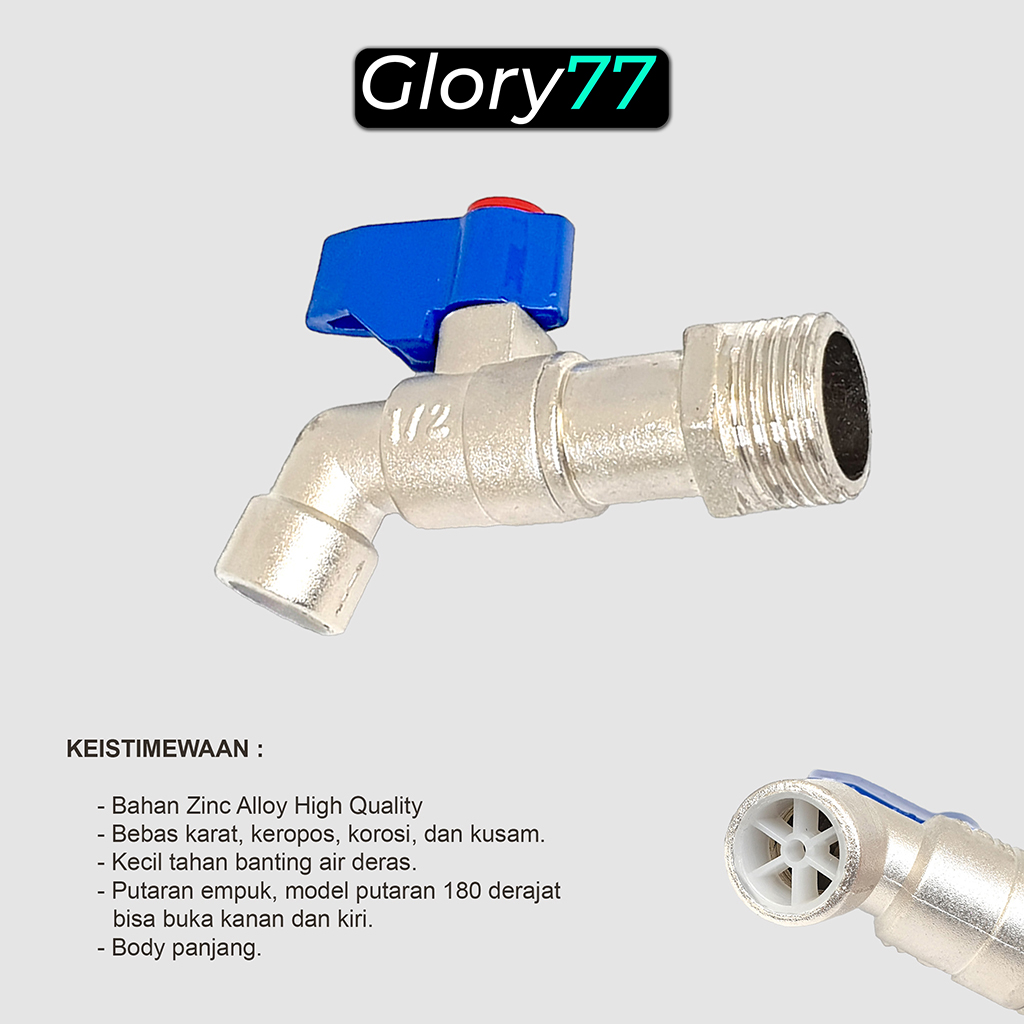 Glory77
1/2
KEISTIMEWAAN :
- Bahan Zinc Alloy High Quality
- Bebas karat, keropos, korosi, dan kusam.
- Kecil tahan banting air deras.
- Putaran empuk, model putaran 180 derajat
bisa buka kanan dan kiri.
- Body panjang.